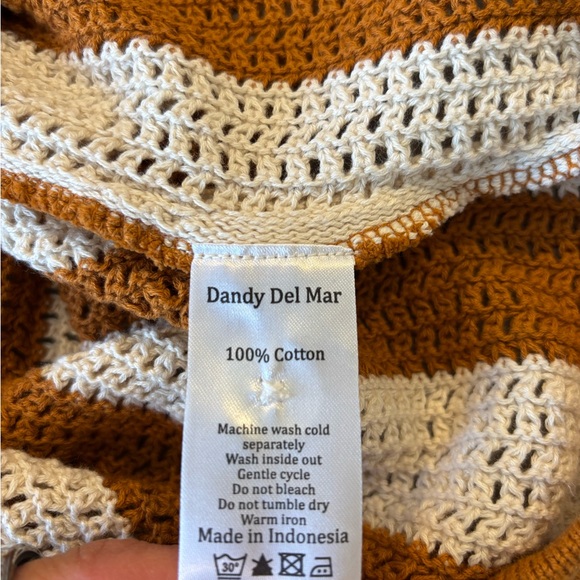 Dandy Del Mar
100% Cotton
Machine wash cold
separately
Wash inside out
Gentle cycle
Do not bleach
Do not tumble dry
Warm iron
Made in Indonesia
30°